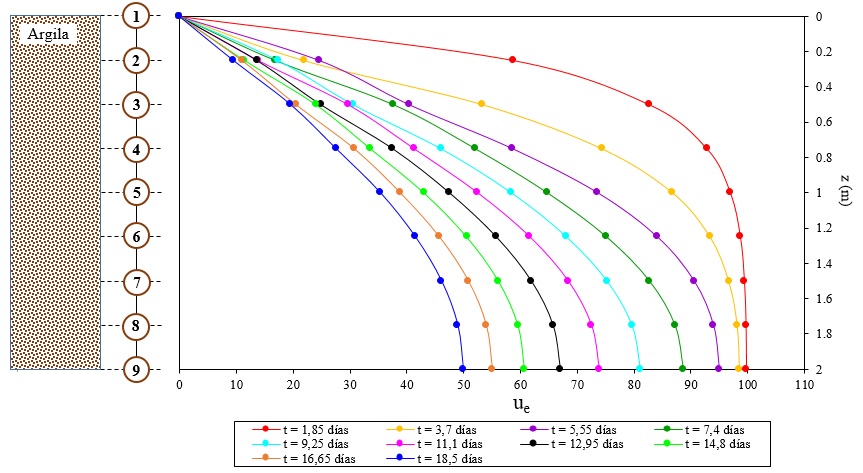 Argila
1
2
3
4
5
6
7
8
9
0
0.2
0.4
0.6
0.8
1
1.2
1.4
1.6
1.8
2
z (m)
0 10 20 30 40 50 60 70 80 90 100 110
ue
t = 1,85 días t = 3,7 días t = 5,55 días t = 7,4 días
t = 9,25 días t = 11,1 días t = 12,95 días t = 14,8 días
t = 16,65 días t = 18,5 días